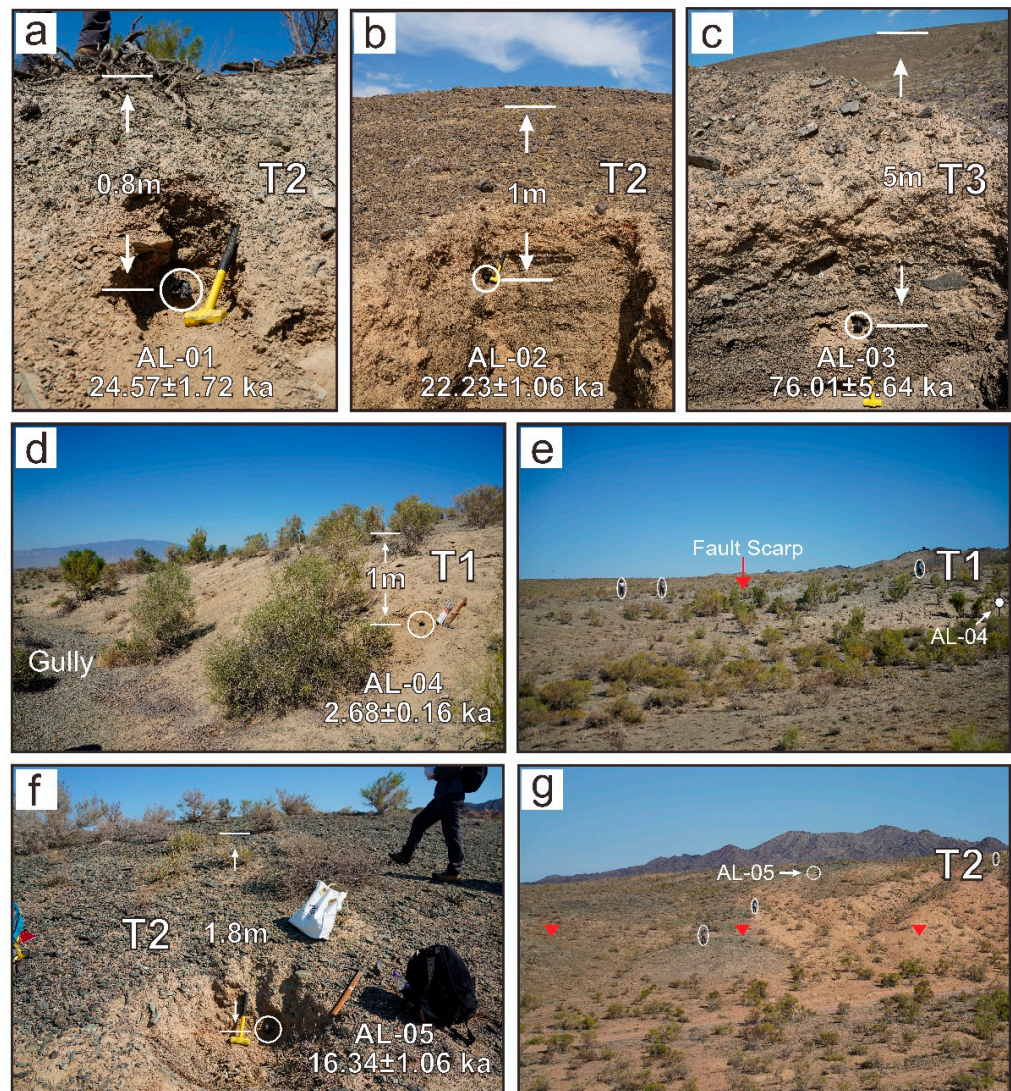 a
0.8m
T2
AL-01
24.57±1.72 ka
b
1m
T2
AL-02
22.23±1.06 ka
c
5m
T3
AL-03
76.01±5.64 ka
d
T1
1m
Gully
AL-04
2.68±0.16 ka
e
Fault Scarp
T1
AL-04
f
T2
1.8m
AL-05
16.34±1.06 ka
g
AL-05
T2